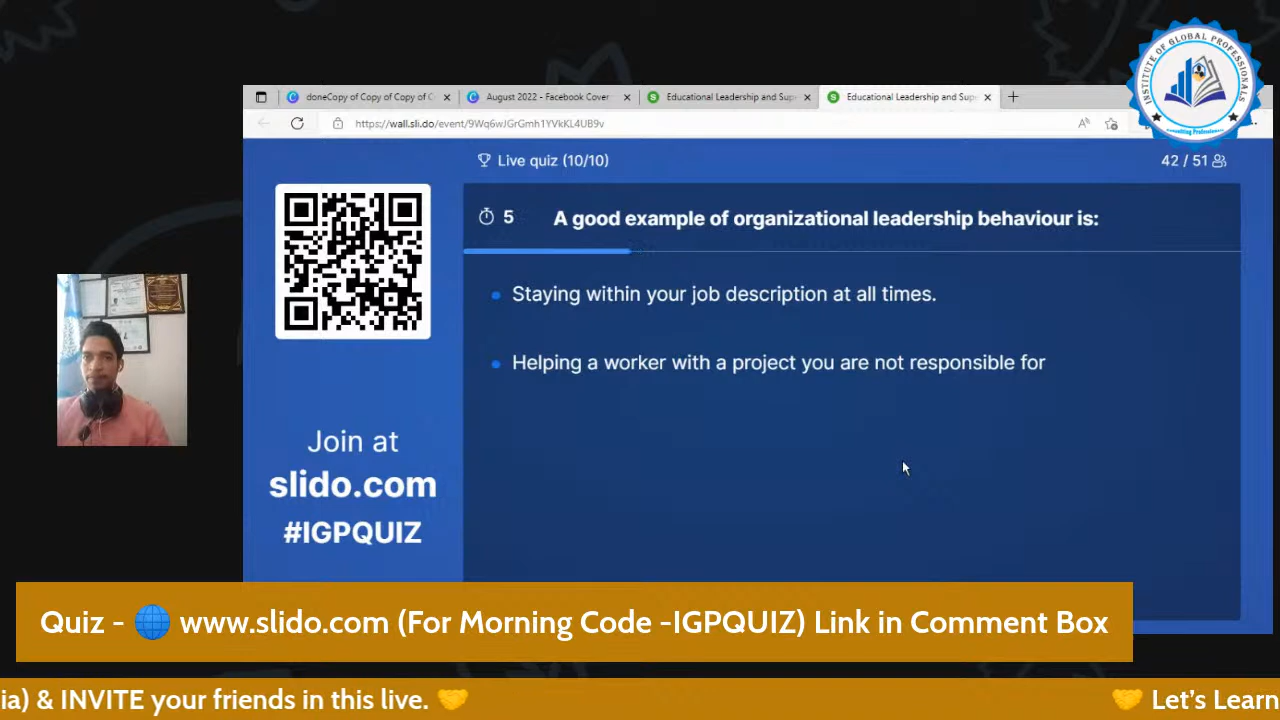 INSTITUTE OF GLOBAL PROFESSIONALS
doneCopy of Copy of Copy of C
August 2022 - Facebook Cover
Educational Leadership and Sup
Educational Leadership and Sup
https://wall.sli.do/event/9Wq6wJGrGmh1YVkKL4UB9v
Live quiz (10/10)
42 / 51
5
A good example of organizational leadership behaviour is:
Staying within your job description at all times.
Helping a worker with a project you are not responsible for
Join at
slido.com
#IGPQUIZ
Quiz - 🌐 www.slido.com (For Morning Code -IGPQUIZ) Link in Comment Box
ia) & INVITE your friends in this live. 🤝 🤝 Let’s Learn